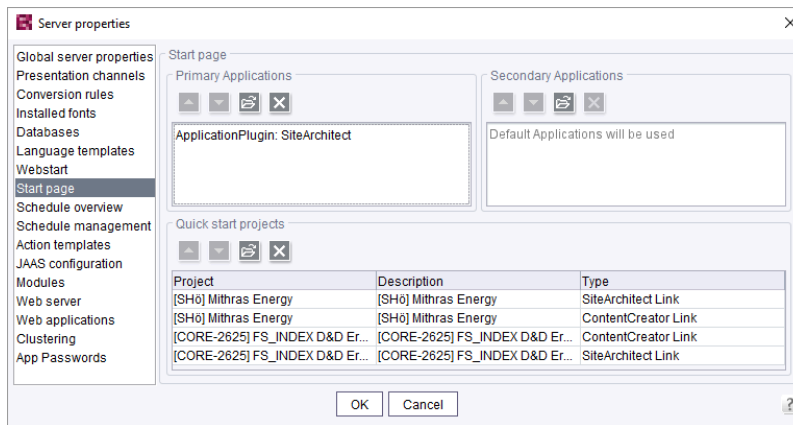 Server properties
Global server properties
Presentation channels
Conversion rules
Installed fonts
Databases
Language templates
Webstart
Start page
Schedule overview
Schedule management
Action templates
JAAS configuration
Modules
Web server
Web applications
Clustering
App Passwords
Start page
Primary Applications
ApplicationPlugin: SiteArchitect
Secondary Applications
Default Applications will be used
Quick start projects
Project Description Type
[SHö] Mithras Energy [SHö] Mithras Energy SiteArchitect Link
[SHö] Mithras Energy [SHö] Mithras Energy ContentCreator Link
[CORE-2625] FS_INDEX D&D Er... [CORE-2625] FS_INDEX D&D Er... ContentCreator Link
[CORE-2625] FS_INDEX D&D Er... [CORE-2625] FS_INDEX D&D Er... SiteArchitect Link
OK Cancel
?